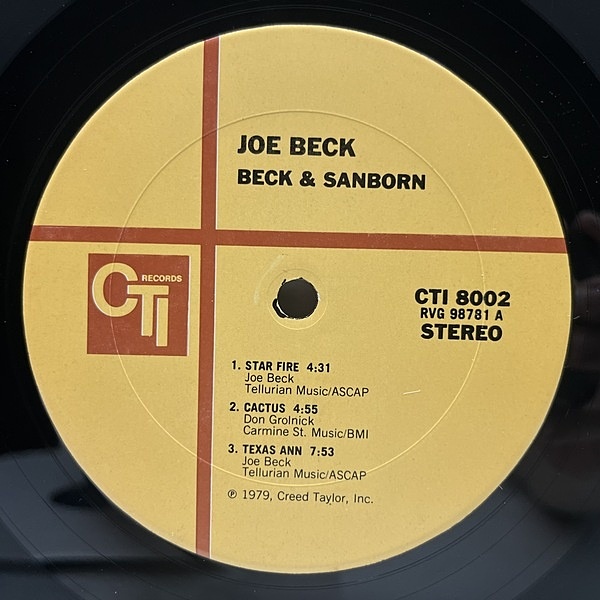 JOE BECK
BECK & SANBORN
CTI RECORDS
CTI 8002
RVG 98781 A
STEREO
1. STAR FIRE 4:31
Joe Beck
Tellurian Music/ASCAP
2. CACTUS 4:55
Don Grolnick
Carmine St. Music/BMI
3. TEXAS ANN 7:53
Joe Beck
Tellurian Music/ASCAP
℗ 1979, Creed Taylor, Inc.